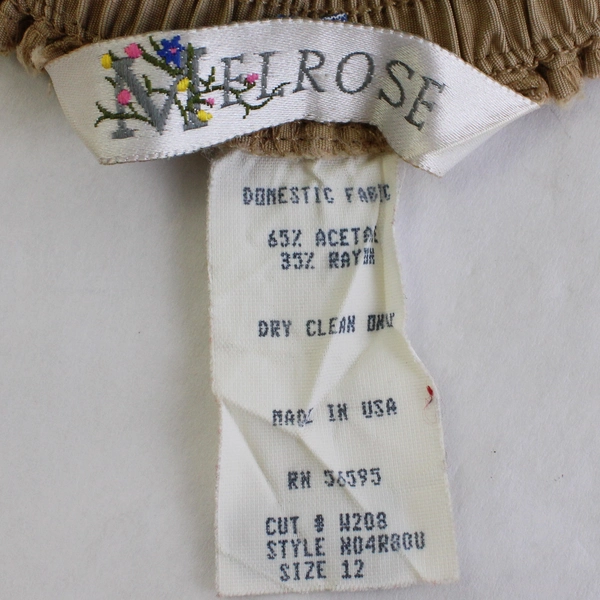 MELROSE
DOMESTIC FABRIC
65% ACETATE
35% RAYON
DRY CLEAN ONLY
MADE IN USA
RN 56595
CUT # W208
STYLE
SIZE 12